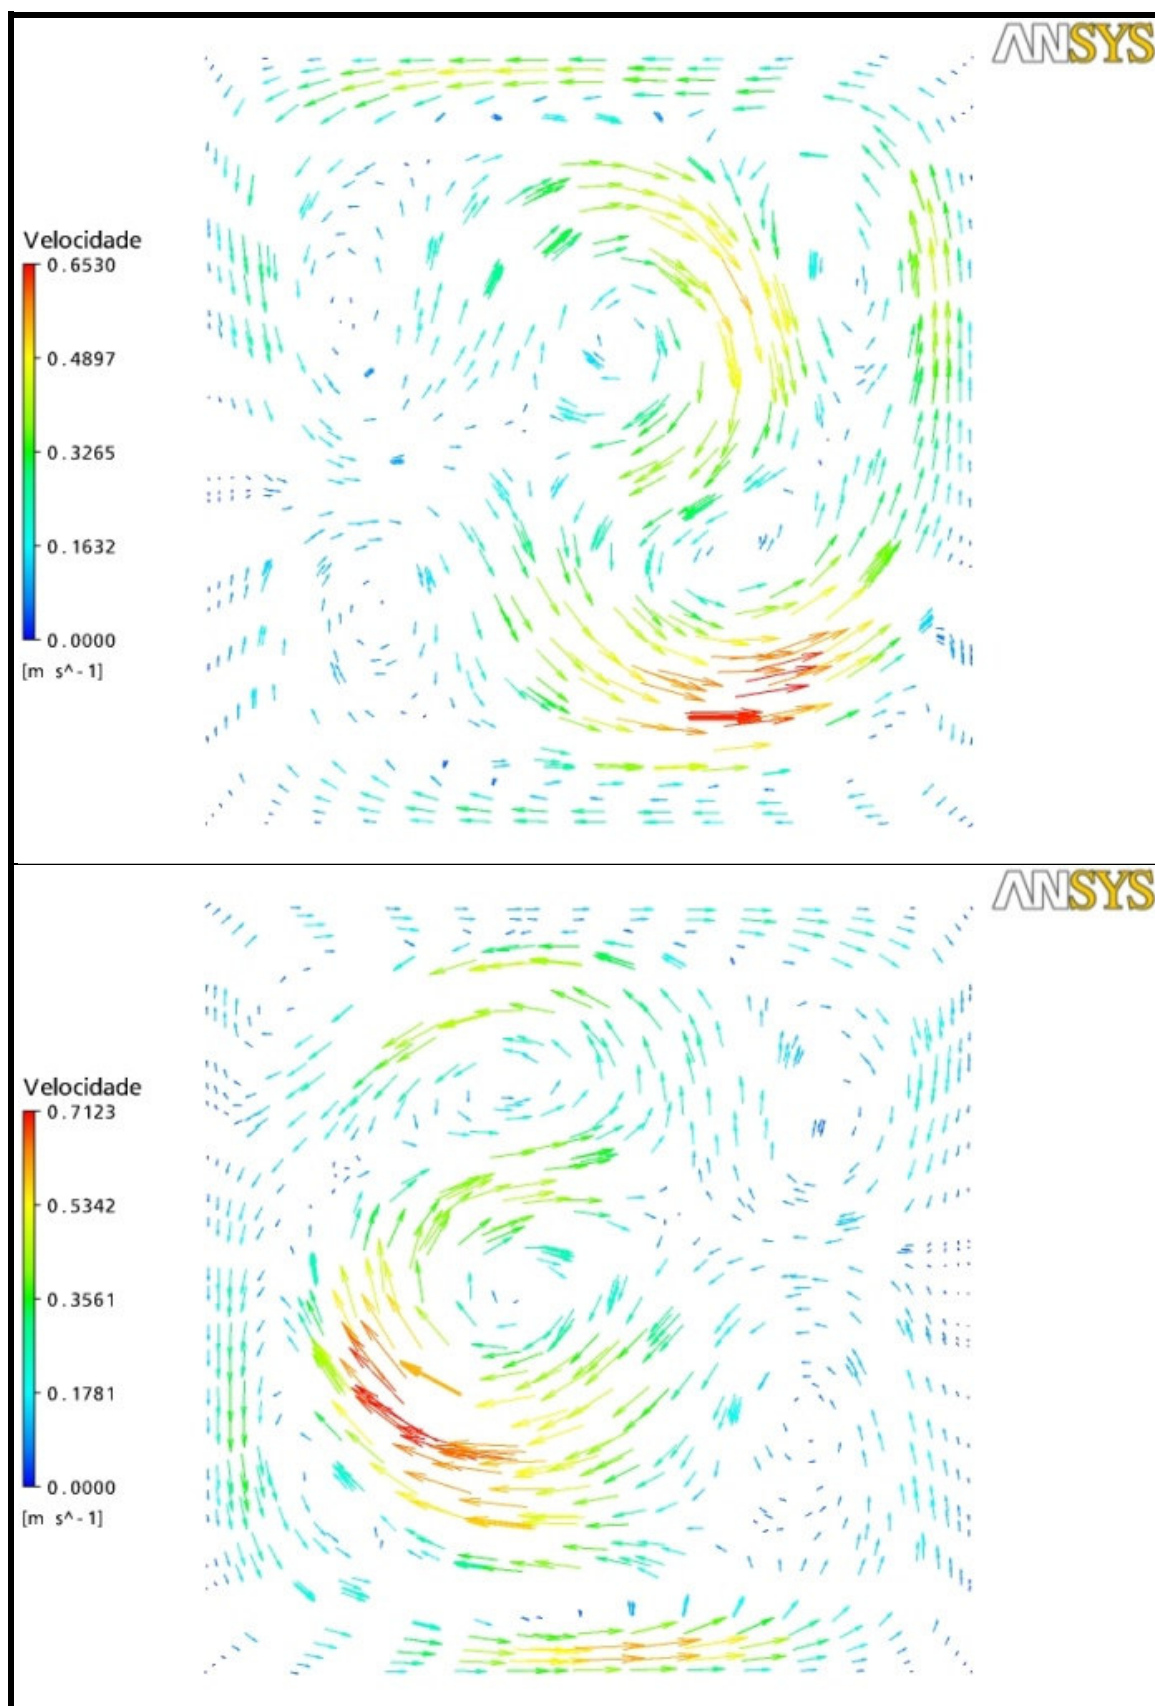 ANSYS
Velocidade
0.6530
0.4897
0.3265
0.1632
0.0000
[m s^-1]
ANSYS
Velocidade
0.7123
0.5342
0.3561
0.1781
0.0000
[m s^-1]